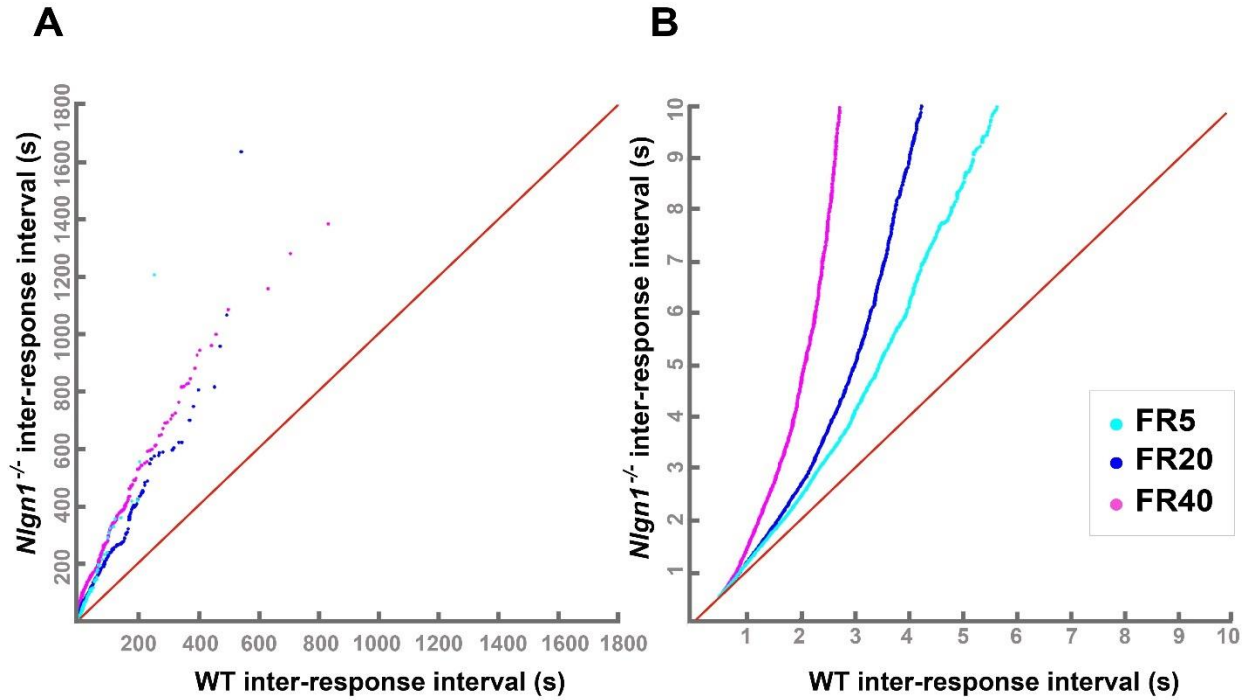 A
B
Nlgn1-/- inter-response interval (s)
1800
1600
1400
1200
1000
800
600
400
200
200 400 600 800 1000 1200 1400 1600 1800
WT inter-response interval (s)
Nlgn1-/- inter-response interval (s)
10
9
8
7
6
5
4
3
2
1
1 2 3 4 5 6 7 8 9 10
WT inter-response interval (s)
FR5
FR20
FR40